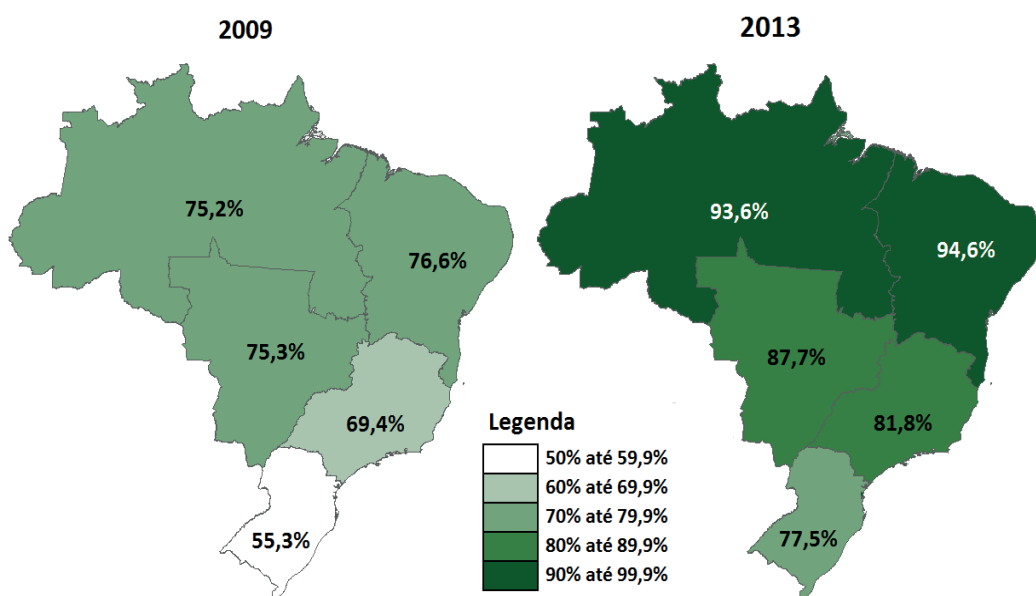 2009
2013
75,2%
76,6%
75,3%
69,4%
55,3%
93,6%
94,6%
87,7%
81,8%
77,5%
Legenda
50% até 59,9%
60% até 69,9%
70% até 79,9%
80% até 89,9%
90% até 99,9%